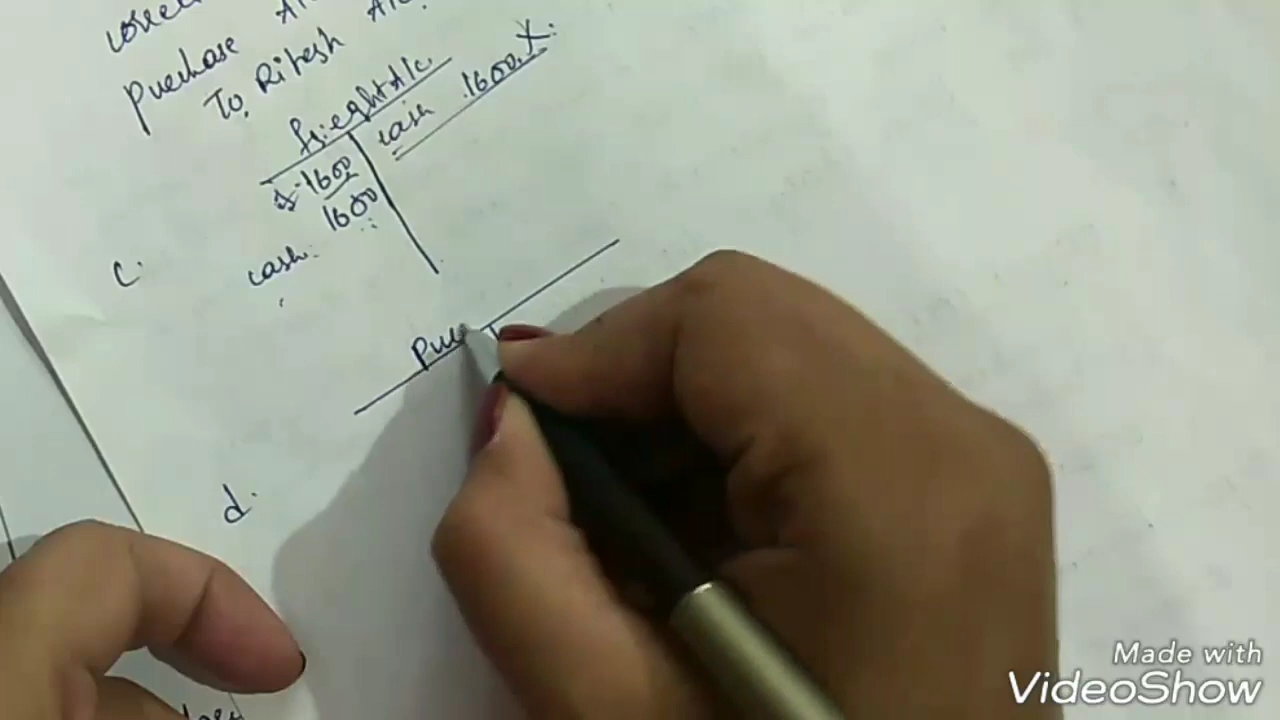 Purchase A/c
To, Ritesh A/c.
Freight A/c.
1600 cash 1600. X.
1600
c. cash.
Pur
d.
Made with
VideoShow